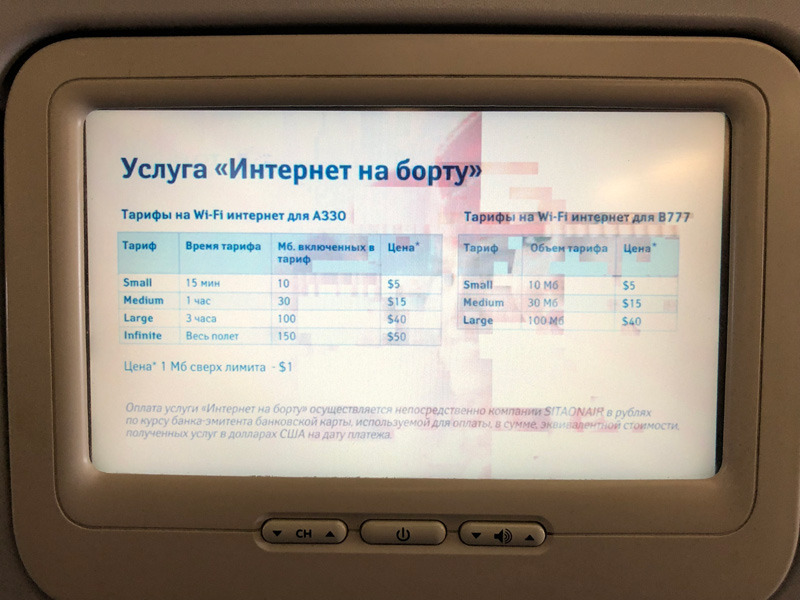 Услуга «Интернет на борту»
Тарифы на Wi-Fi интернет для А330
Тариф Время тарифа Мб. включенных в тариф Цена*
Small 15 мин 10 $5
Medium 1 час 30 $15
Large 3 часа 100 $40
Infinite Весь полет 150 $50
Цена* 1 Мб сверх лимита - $1
Тарифы на Wi-Fi интернет для В777
Тариф Объем тарифа Цена*
Small 10 Мб $5
Medium 30 Мб $15
Large 100 Мб $40
Оплата услуги «Интернет на борту» осуществляется непосредственно компании SITAONAIR в рублях
по курсу банка-эмитента банковской карты, используемой для оплаты, в сумме, эквивалентной стоимости,
полученных услуг в долларах США на дату платежа.
CH